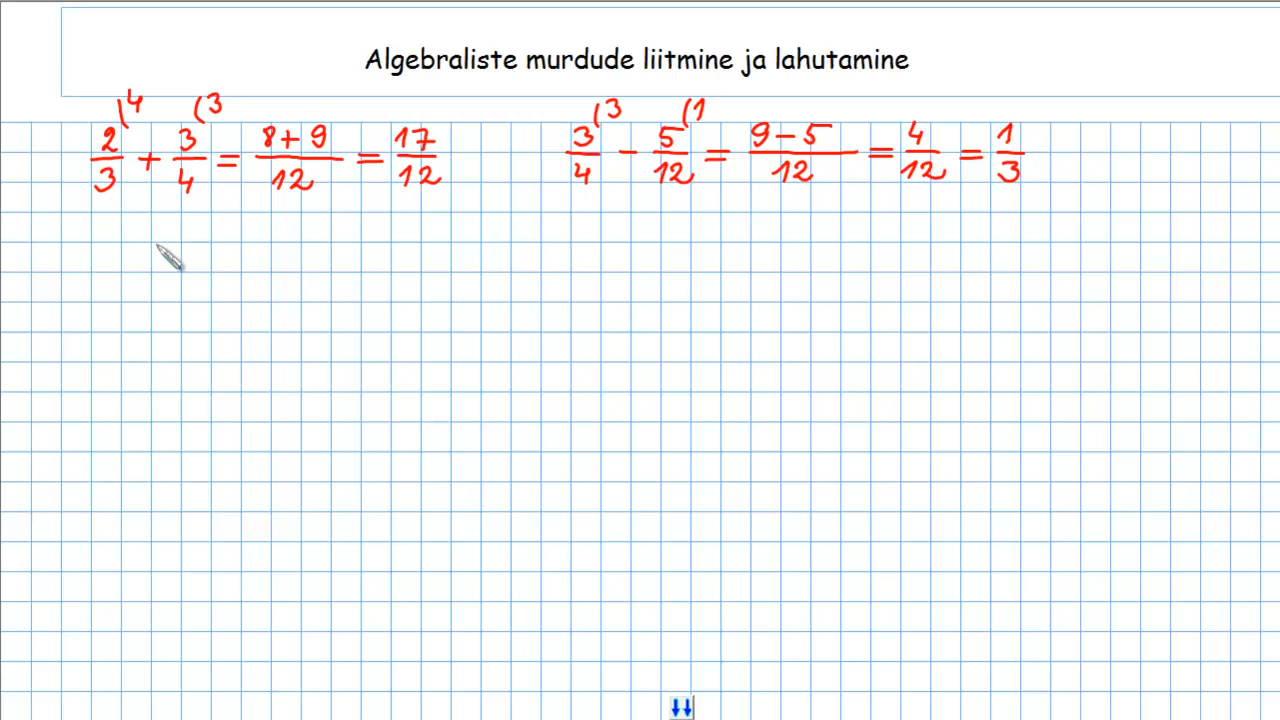 Algebraliste murdude liitmine ja lahutamine
2/3 (4 + 3/4 (3 = (8 + 9)/12 = 17/12
3/4 (3 − 5/12 (1 = (9 − 5)/12 = 4/12 = 1/3